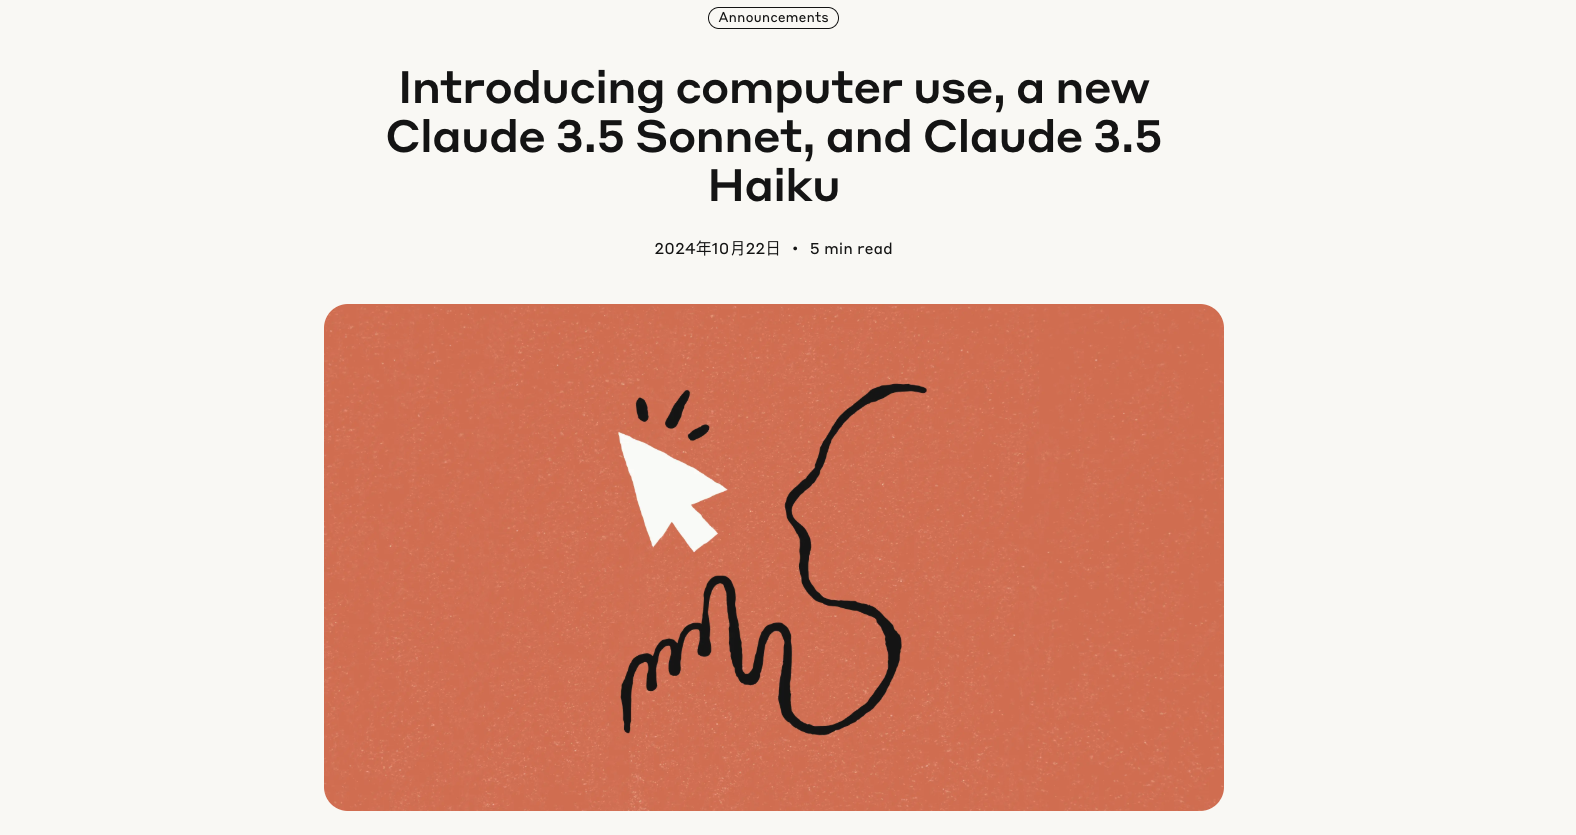 Announcements
Introducing computer use, a new
Claude 3.5 Sonnet, and Claude 3.5
Haiku
2024年10月22日 • 5 min read